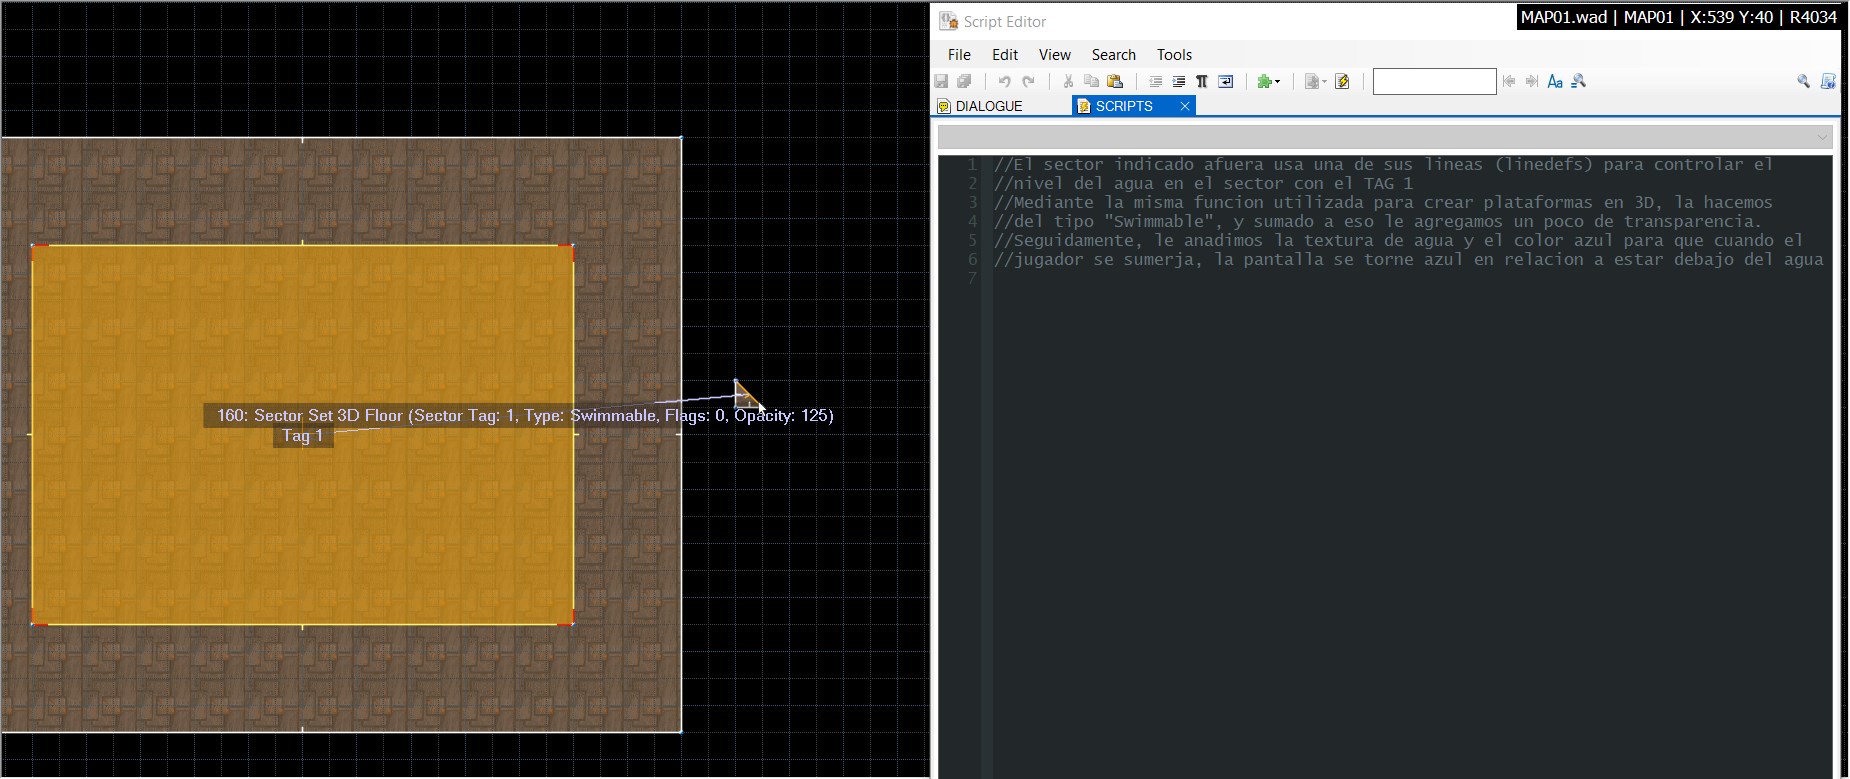 Script Editor
MAP01.wad | MAP01 | X:539 Y:40 | R4034
File Edit View Search Tools
DIALOGUE SCRIPTS
1 //El sector indicado afuera usa una de sus lineas (linedefs) para controlar el
2 //nivel del agua en el sector con el TAG 1
3 //Mediante la misma funcion utilizada para crear plataformas en 3D, la hacemos
4 //del tipo "Swimmable", y sumado a eso le agregamos un poco de transparencia.
5 //Seguidamente, le anadimos la textura de agua y el color azul para que cuando el
6 //jugador se sumerja, la pantalla se torne azul en relacion a estar debajo del agua
7
160: Sector Set 3D Floor (Sector Tag: 1, Type: Swimmable, Flags: 0, Opacity: 125)
Tag 1